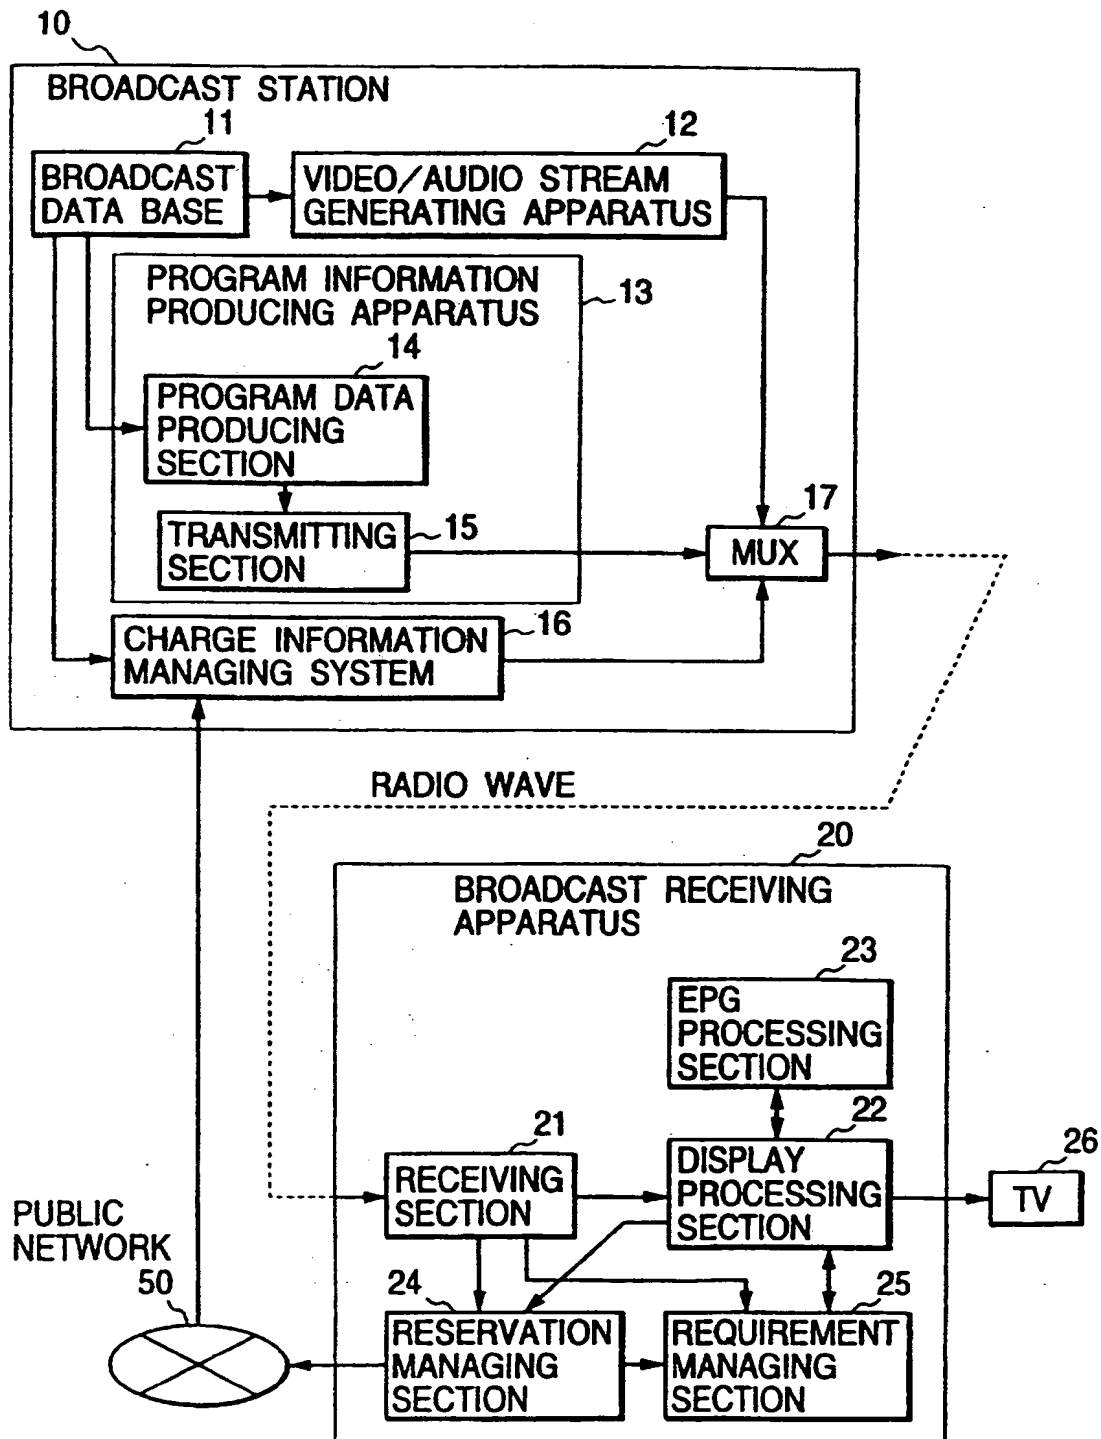 10
BROADCAST STATION
11
12
BROADCAST
DATA BASE
VIDEO/AUDIO STREAM
GENERATING APPARATUS
PROGRAM INFORMATION
PRODUCING APPARATUS
13
14
PROGRAM DATA
PRODUCING
SECTION
TRANSMITTING
SECTION
15
17
MUX
16
CHARGE INFORMATION
MANAGING SYSTEM
RADIO WAVE
20
BROADCAST RECEIVING
APPARATUS
23
EPG
PROCESSING
SECTION
21
22
RECEIVING
SECTION
DISPLAY
PROCESSING
SECTION
26
TV
PUBLIC
NETWORK
50
24
25
RESERVATION
MANAGING
SECTION
REQUIREMENT
MANAGING
SECTION